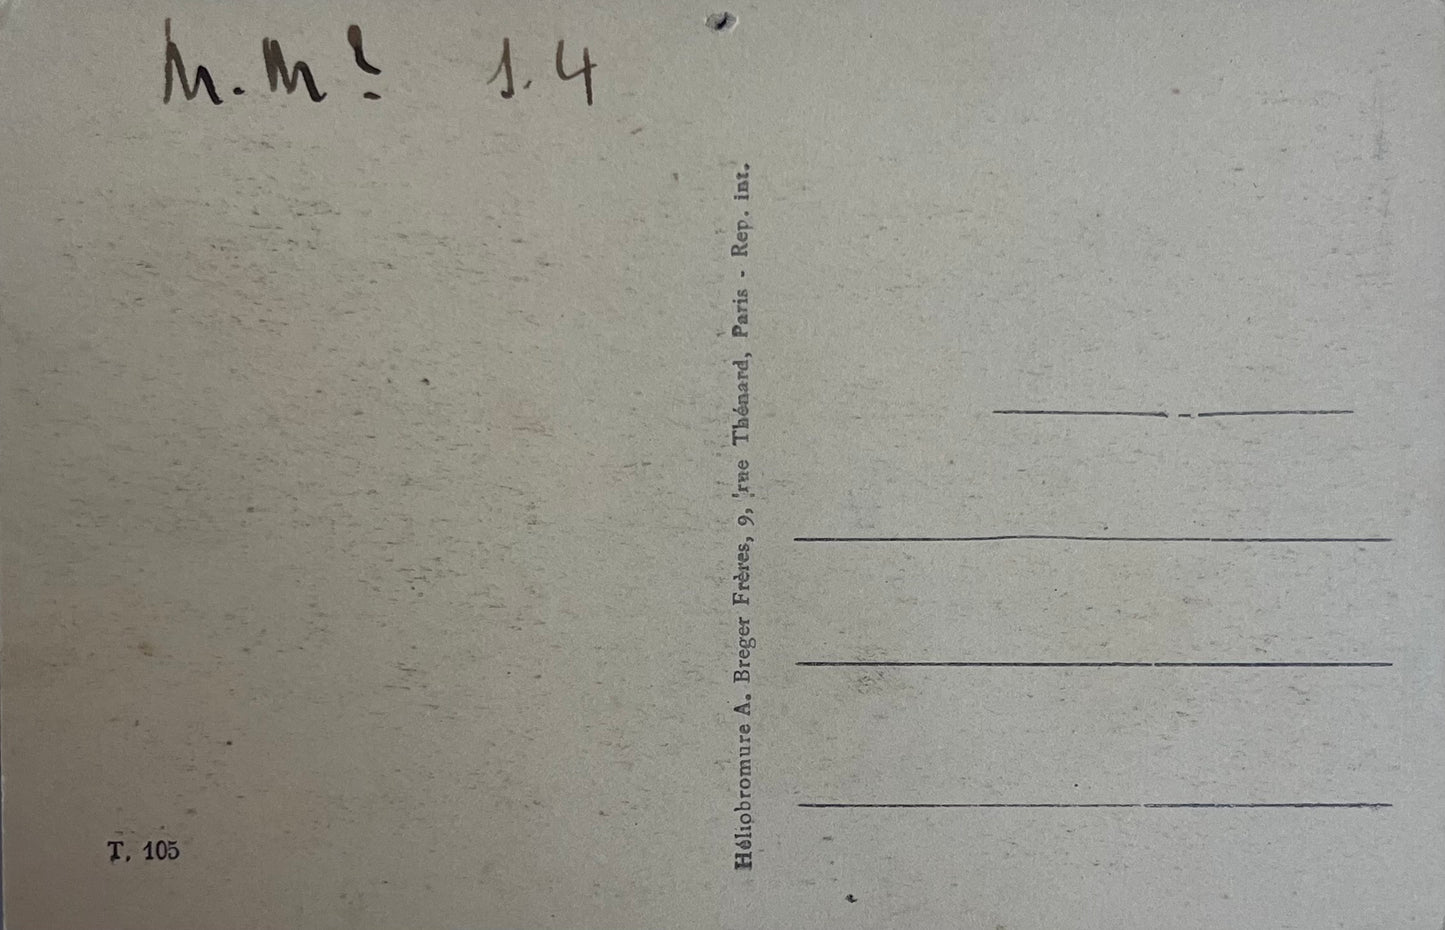 M. M? 1. 4
Héliobromure A. Breger Frères, 9, rue Thénard, Paris - Rep. int.
T. 105